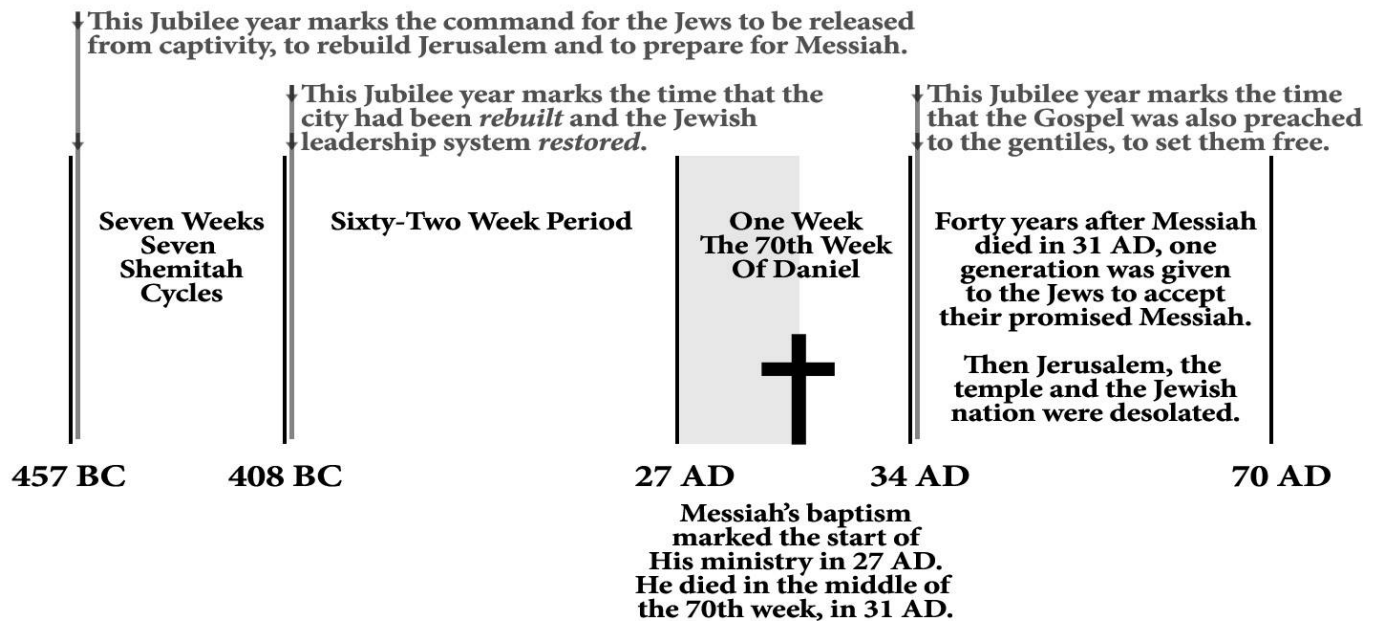 This Jubilee year marks the command for the Jews to be released
from captivity, to rebuild Jerusalem and to prepare for Messiah.
This Jubilee year marks the time that the
city had been rebuilt and the Jewish
leadership system restored.
This Jubilee year marks the time
that the Gospel was also preached
to the gentiles, to set them free.
Seven Weeks
Seven
Shemitah
Cycles
Sixty-Two Week Period
One Week
The 70th Week
Of Daniel
Forty years after Messiah
died in 31 AD, one
generation was given
to the Jews to accept
their promised Messiah.
Then Jerusalem, the
temple and the Jewish
nation were desolated.
457 BC
408 BC
27 AD
34 AD
70 AD
Messiah’s baptism
marked the start of
His ministry in 27 AD.
He died in the middle of
the 70th week, in 31 AD.